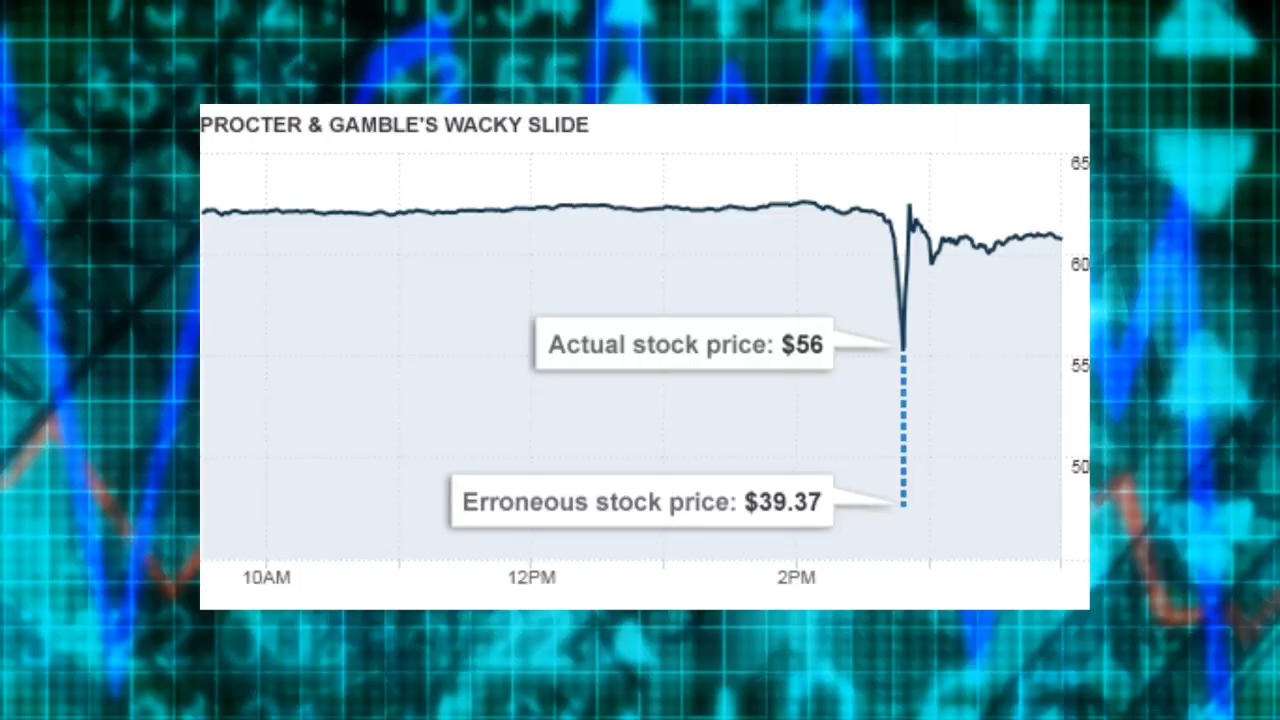 PROCTER & GAMBLE'S WACKY SLIDE
65
60
Actual stock price: $56
55
50
Erroneous stock price: $39.37
10AM 12PM 2PM